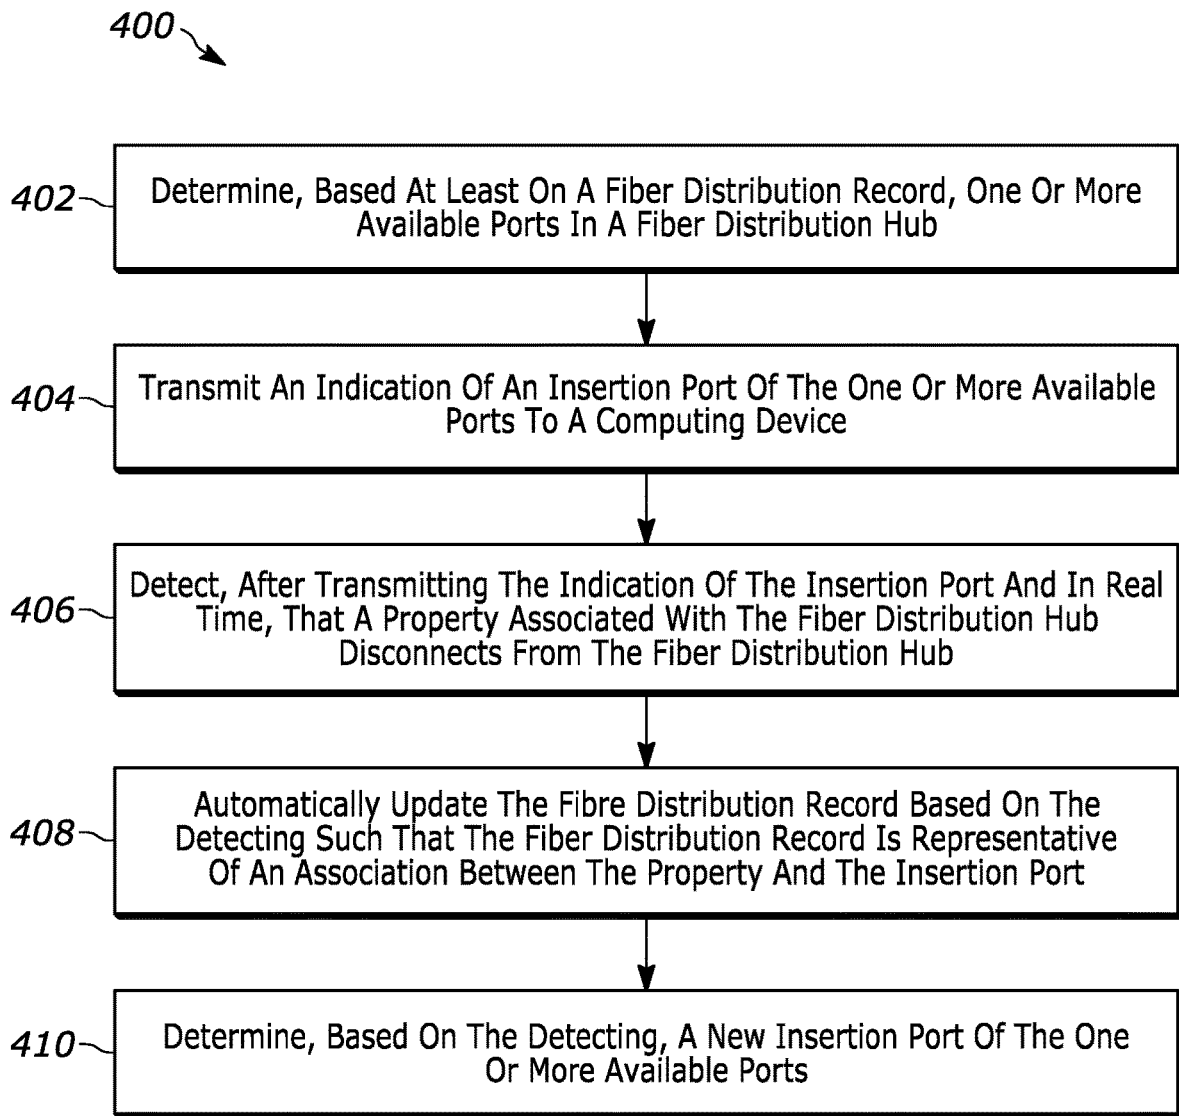 400
402
Determine, Based At Least On A Fiber Distribution Record, One Or More
Available Ports In A Fiber Distribution Hub
404
Transmit An Indication Of An Insertion Port Of The One Or More Available
Ports To A Computing Device
406
Detect, After Transmitting The Indication Of The Insertion Port And In Real
Time, That A Property Associated With The Fiber Distribution Hub
Disconnects From The Fiber Distribution Hub
408
Automatically Update The Fibre Distribution Record Based On The
Detecting Such That The Fiber Distribution Record Is Representative
Of An Association Between The Property And The Insertion Port
410
Determine, Based On The Detecting, A New Insertion Port Of The One
Or More Available Ports